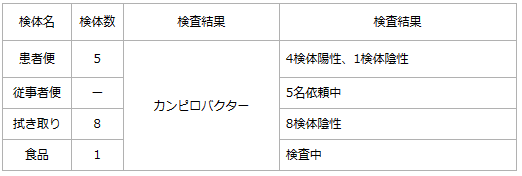 検体名 検体数 検査結果 検査結果
患者便 5 カンピロバクター 4検体陽性、1検体陰性
従事者便 － 5名依頼中
拭き取り 8 8検体陰性
食品 1 検査中